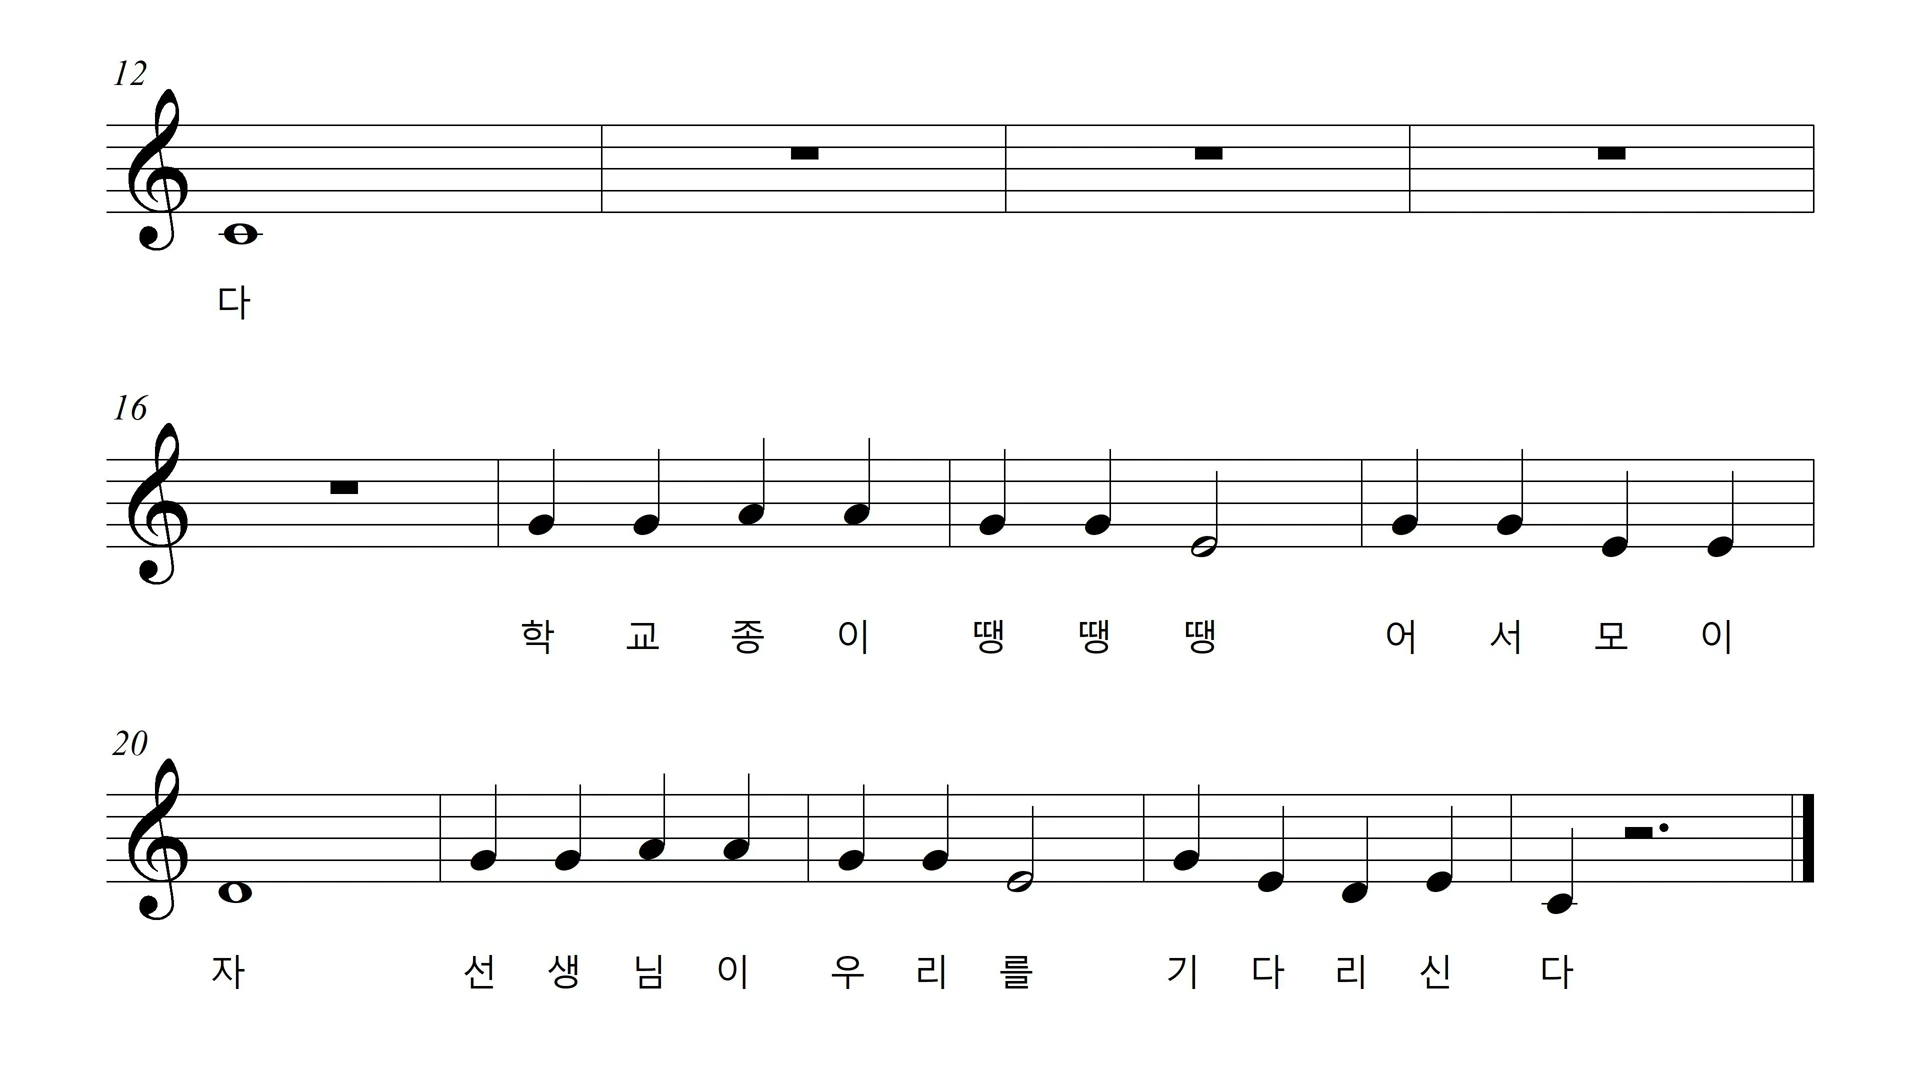 12
다
16
학 교 종 이 땡 땡 땡 어 서 모 이
20
자 선 생 님 이 우 리 를 기 다 리 신 다